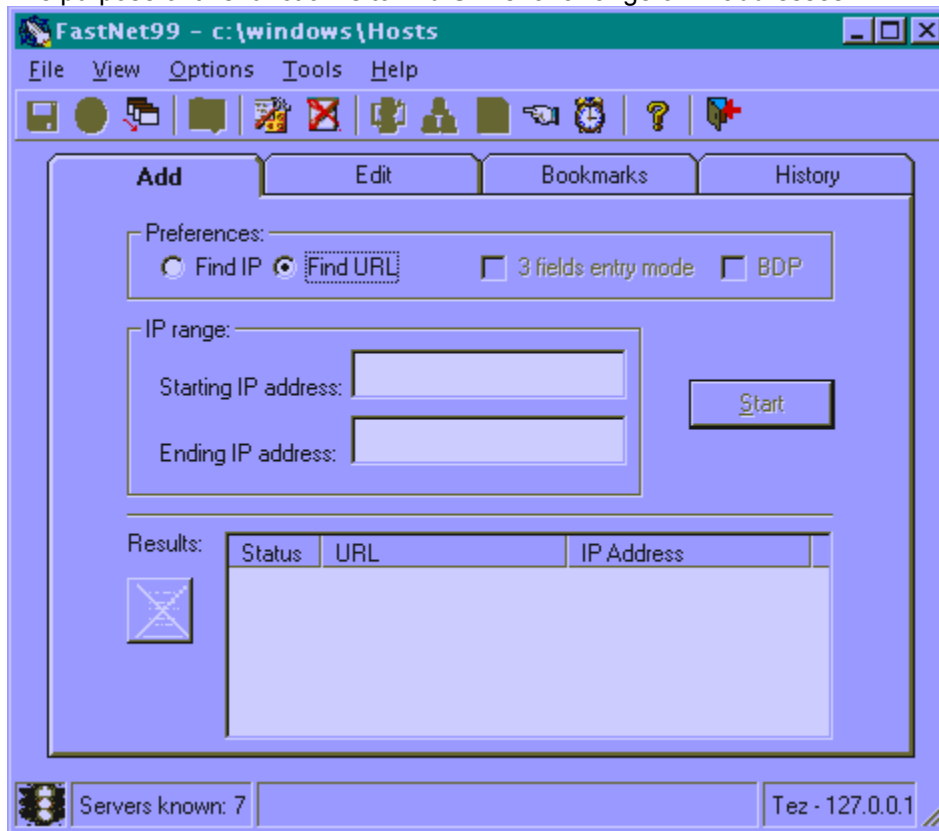 FastNet99 - c:\windows\Hosts
File View Options Tools Help
Add Edit Bookmarks History
Preferences:
Find IP Find URL 3 fields entry mode BDP
IP range:
Starting IP address:
Start
Ending IP address:
Results:
Status URL IP Address
Servers known: 7 Tez - 127.0.0.1